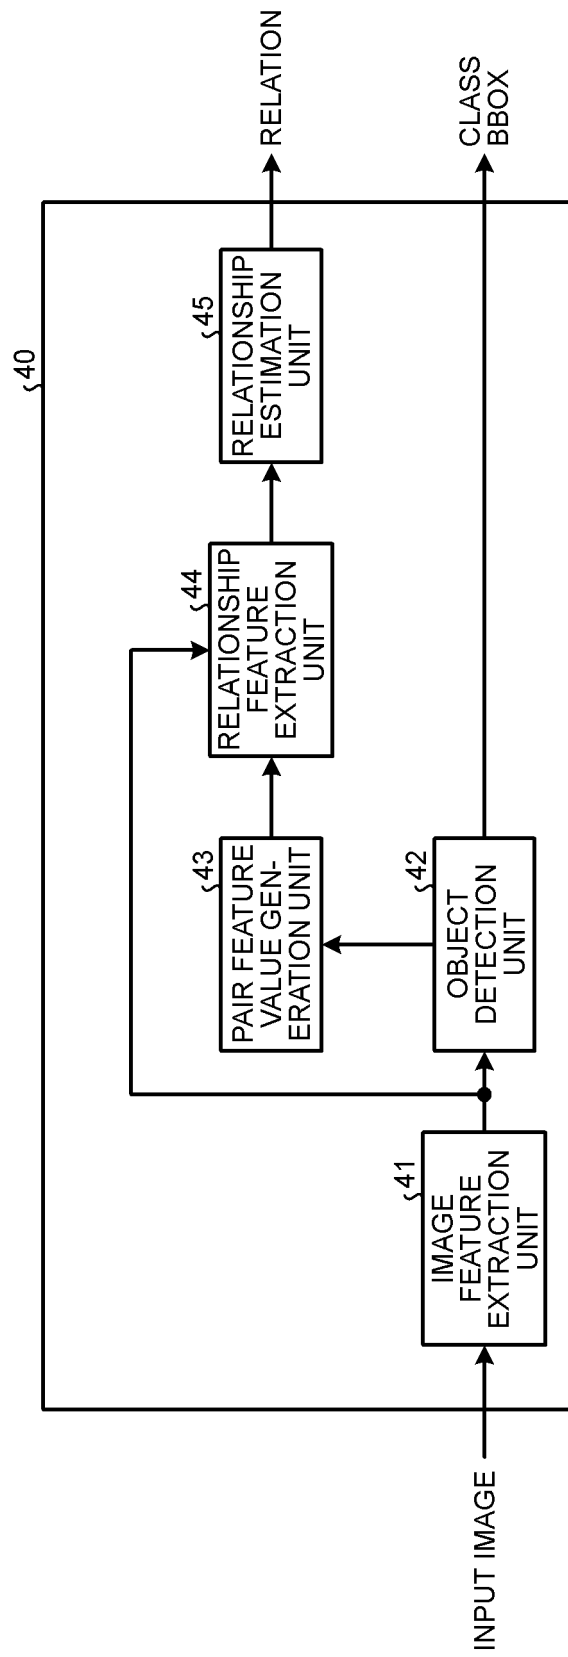 40
INPUT IMAGE
41
IMAGE
FEATURE
EXTRACTION
UNIT
42
OBJECT
DETECTION
UNIT
43
PAIR FEATURE
VALUE GEN-
ERATION UNIT
44
RELATIONSHIP
FEATURE
EXTRACTION
UNIT
45
RELATIONSHIP
ESTIMATION
UNIT
RELATION
CLASS
BBOX